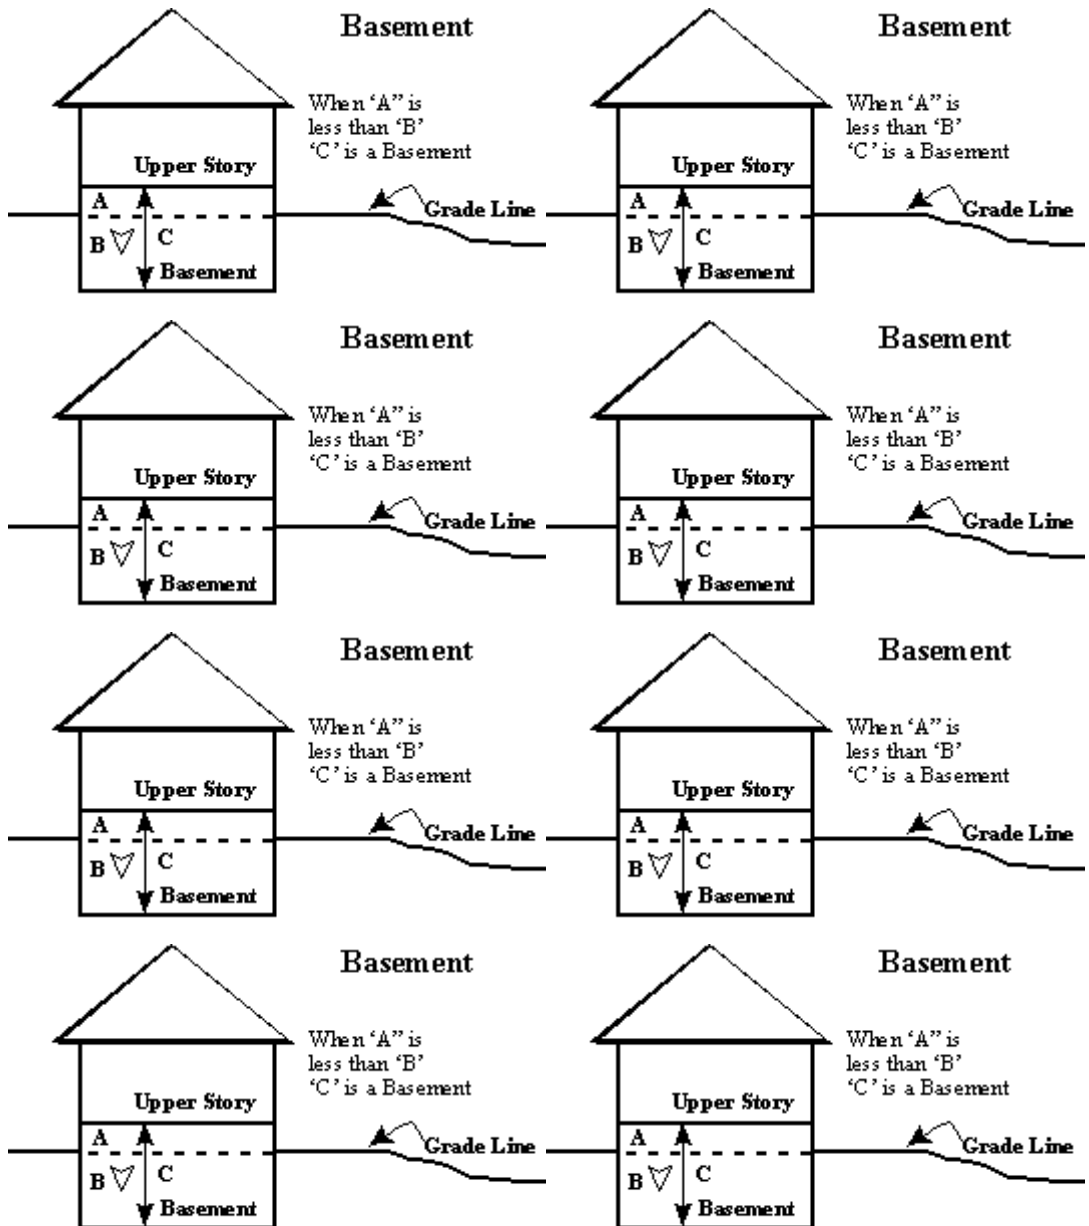 Basement
When ‘A” is
less than ‘B’
‘C’ is a Basement
Upper Story
A
Grade Line
B
C
Basement
Basement
When ‘A” is
less than ‘B’
‘C’ is a Basement
Upper Story
A
Grade Line
B
C
Basement
Basement
When ‘A” is
less than ‘B’
‘C’ is a Basement
Upper Story
A
Grade Line
B
C
Basement
Basement
When ‘A” is
less than ‘B’
‘C’ is a Basement
Upper Story
A
Grade Line
B
C
Basement
Basement
When ‘A” is
less than ‘B’
‘C’ is a Basement
Upper Story
A
Grade Line
B
C
Basement
Basement
When ‘A” is
less than ‘B’
‘C’ is a Basement
Upper Story
A
Grade Line
B
C
Basement
Basement
When ‘A” is
less than ‘B’
‘C’ is a Basement
Upper Story
A
Grade Line
B
C
Basement
Basement
When ‘A” is
less than ‘B’
‘C’ is a Basement
Upper Story
A
Grade Line
B
C
Basement